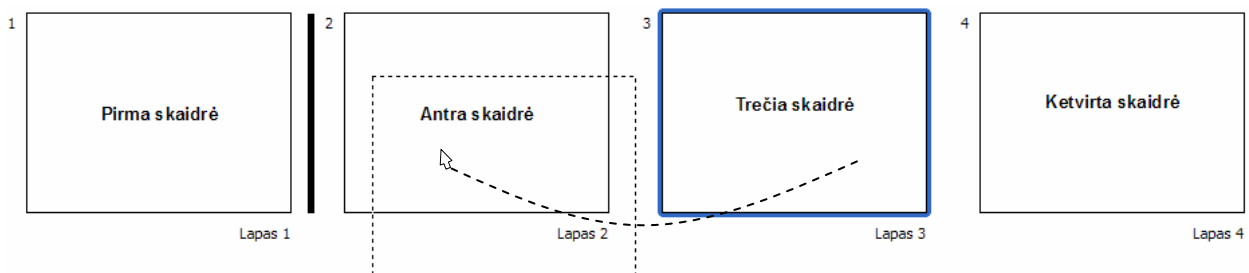 1
Pirma skaidrė
Lapas 1
2
Antra skaidrė
Lapas 2
3
Trečia skaidrė
Lapas 3
4
Ketvirta skaidrė
Lapas 4